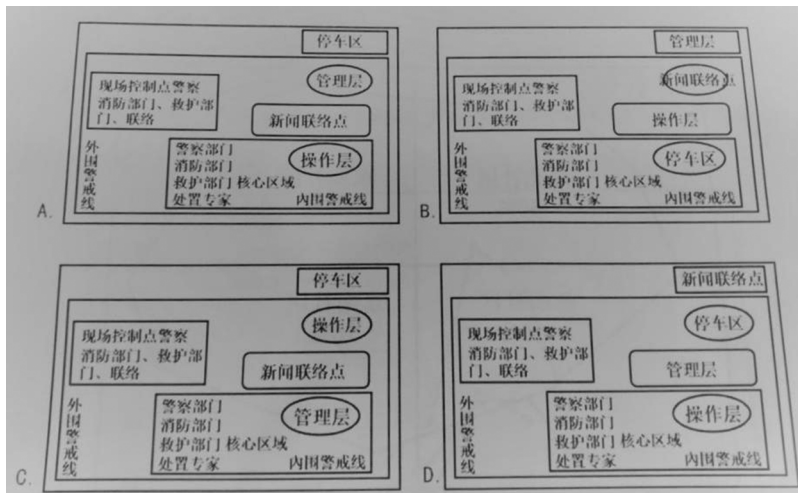 停车区
管理层
现场控制点警察
消防部门、救护部
门、联络
新闻联络点
外围警戒线
警察部门
消防部门
救护部门 核心区域
处置专家
操作层
内围警戒线
A.
管理层
新闻联络点
现场控制点警察
消防部门、救护部
门、联络
操作层
外围警戒线
警察部门
消防部门
救护部门 核心区域
处置专家
停车区
内围警戒线
B.
停车区
操作层
现场控制点警察
消防部门、救护部
门、联络
新闻联络点
外围警戒线
警察部门
消防部门
救护部门 核心区域
处置专家
管理层
内围警戒线
C.
新闻联络点
停车区
现场控制点警察
消防部门、救护部
门、联络
管理层
外围警戒线
警察部门
消防部门
救护部门 核心区域
处置专家
操作层
内围警戒线
D.